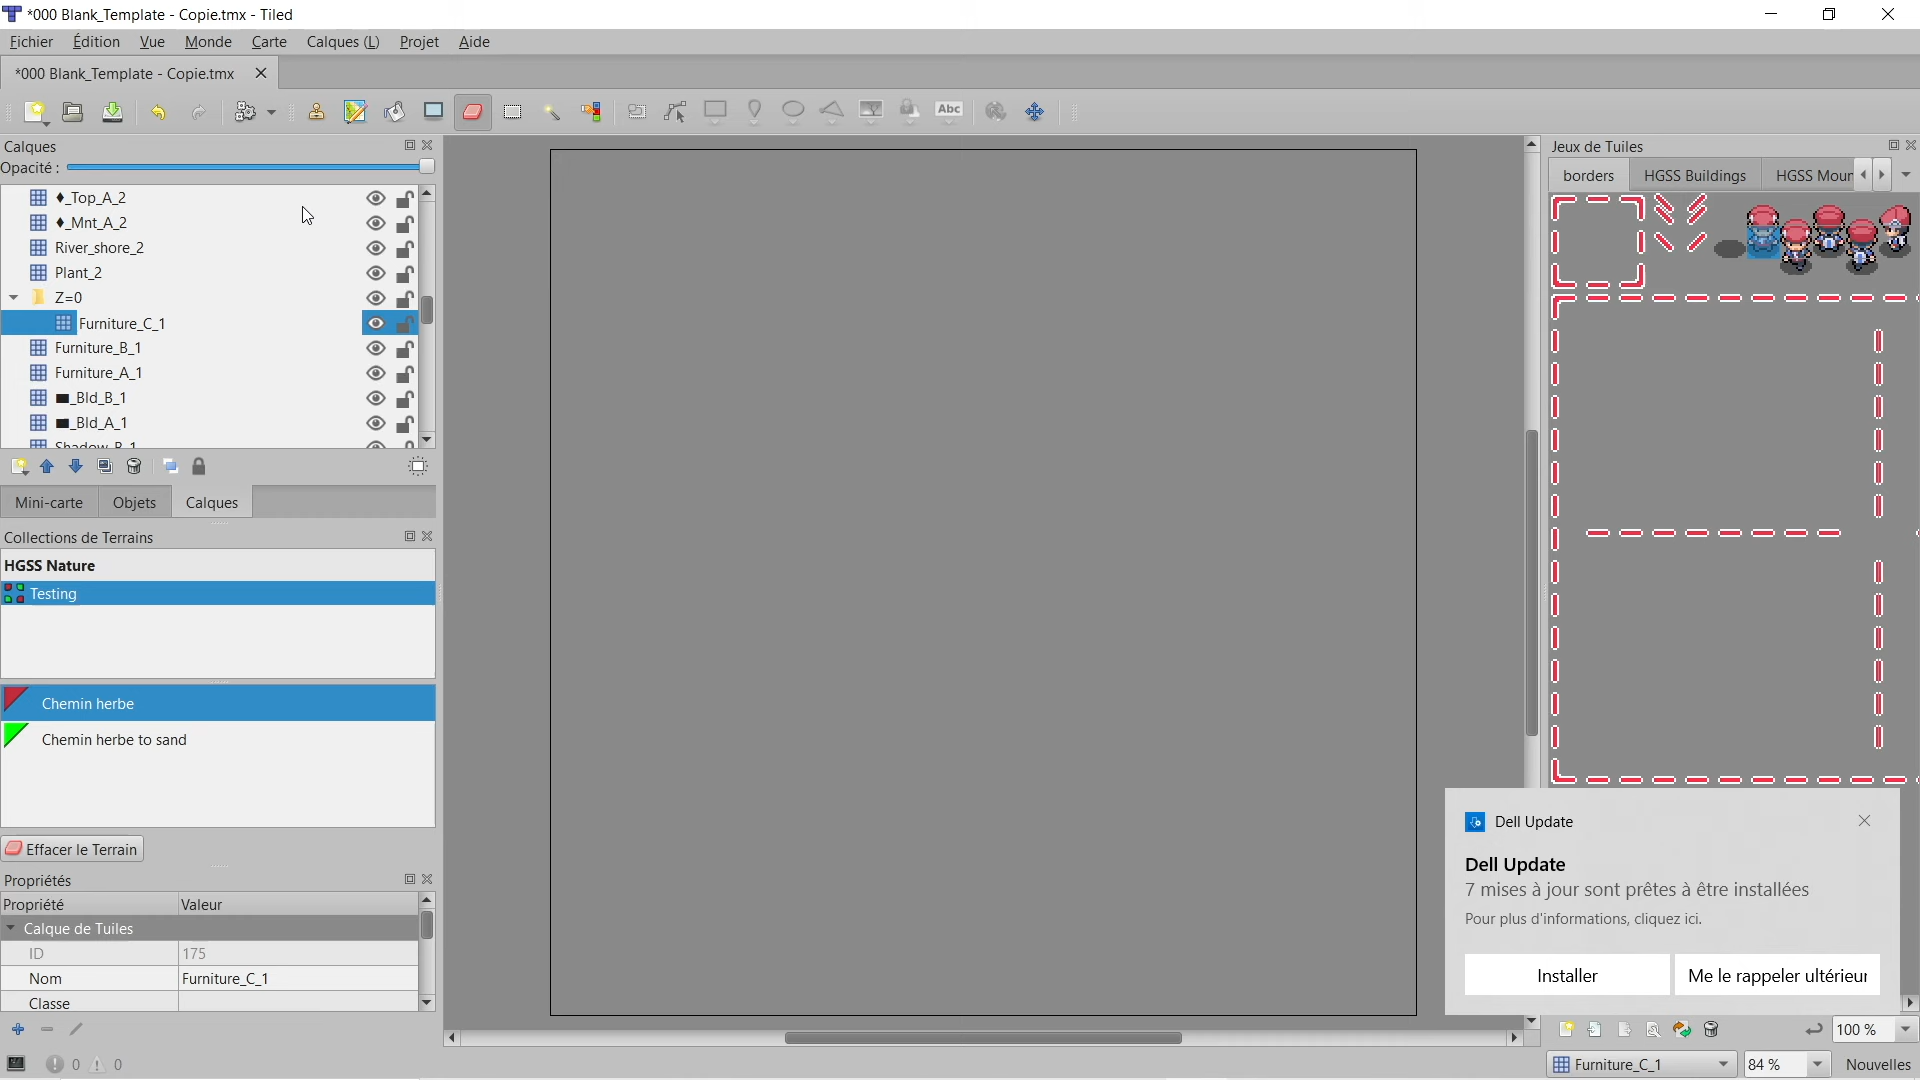 *000 Blank_Template - Copie.tmx - Tiled
Fichier Édition Vue Monde Carte Calques (L) Projet Aide
*000 Blank_Template - Copie.tmx
Abc
Calques
Opacité :
♦_Top_A_2
♦_Mnt_A_2
River_shore_2
Plant_2
Z=0
Furniture_C_1
Furniture_B_1
Furniture_A_1
■_Bld_B_1
■_Bld_A_1
Shadow_B_1
Mini-carte Objets Calques
Collections de Terrains
HGSS Nature
Testing
Chemin herbe
Chemin herbe to sand
Effacer le Terrain
Propriétés
Propriété Valeur
Calque de Tuiles
ID 175
Nom Furniture_C_1
Classe
0 0
Jeux de Tuiles
borders HGSS Buildings HGSS Moun
Dell Update
Dell Update
7 mises à jour sont prêtes à être installées
Pour plus d'informations, cliquez ici.
Installer Me le rappeler ultérieur
100 %
Furniture_C_1 84 % Nouvelles